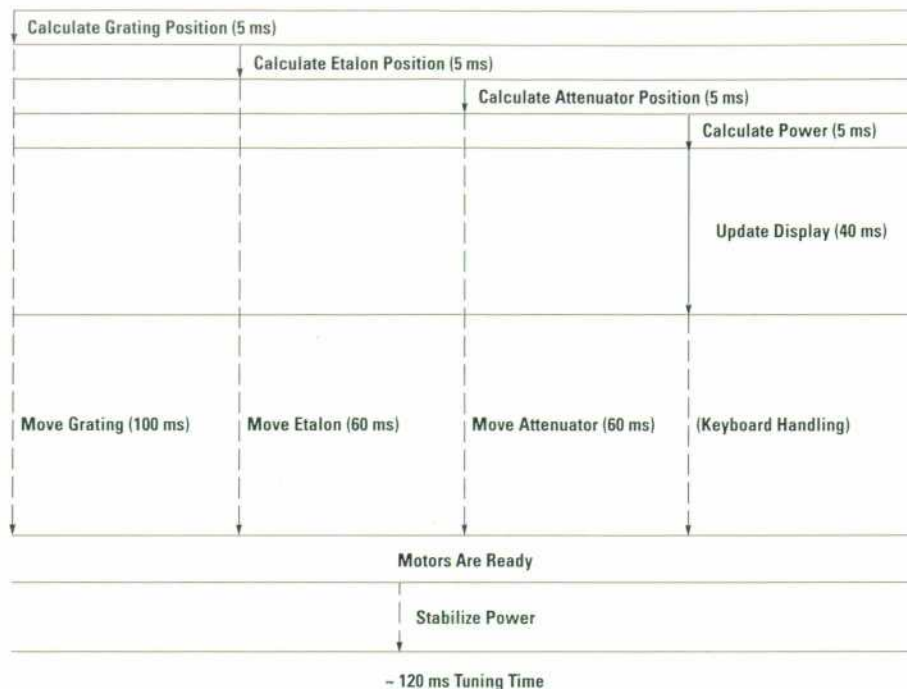 Calculate Grating Position (5 ms)
Calculate Etalon Position (5 ms)
Calculate Attenuator Position (5 ms)
Calculate Power (5 ms)
Update Display (40 ms)
Move Grating (100 ms)
Move Etalon (60 ms)
Move Attenuator (60 ms)
(Keyboard Handling)
Motors Are Ready
Stabilize Power
~ 120 ms Tuning Time